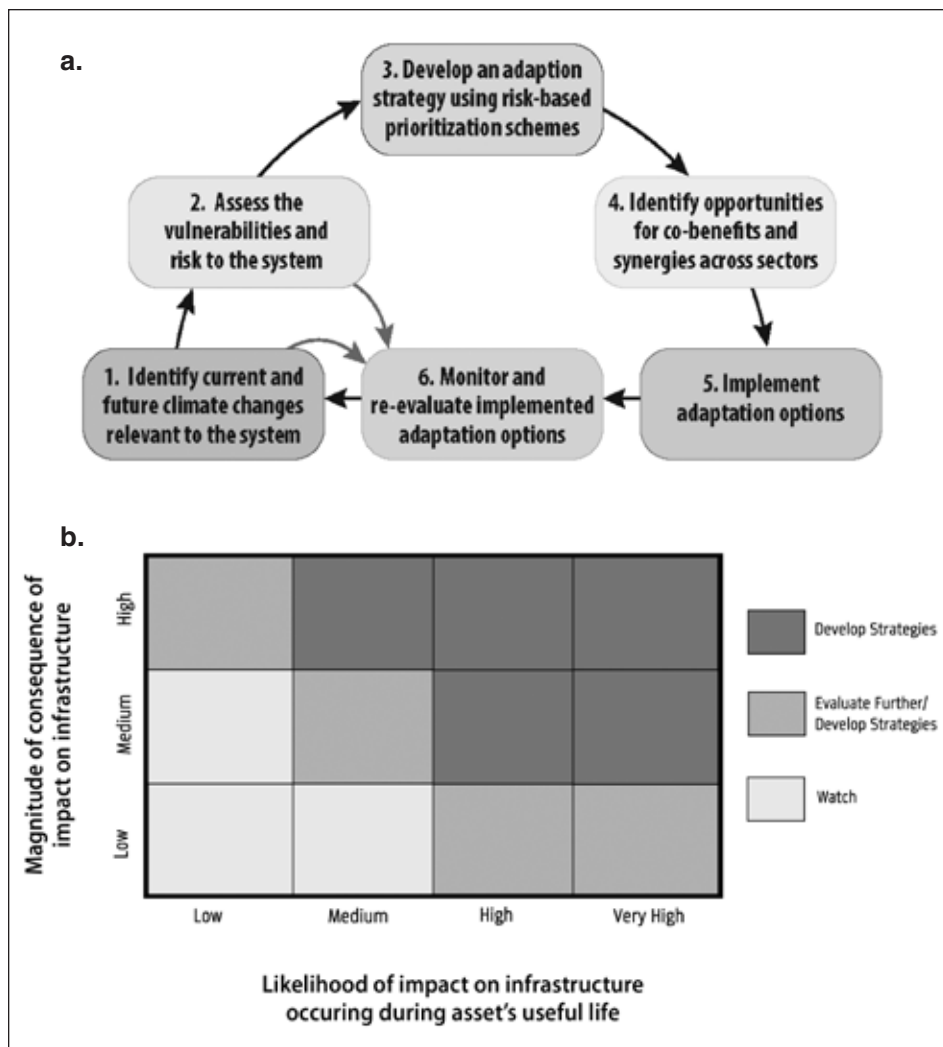 a.
3. Develop an adaption
strategy using risk-based
prioritization schemes
2. Assess the
vulnerabilities and
risk to the system
4. Identify opportunities
for co-benefits and
synergies across sectors
1. Identify current and
future climate changes
relevant to the system
6. Monitor and
re-evaluate implemented
adaptation options
5. Implement
adaptation options
b.
Magnitude of consequence of
impact on infrastructure
High
Medium
Low
Low
Medium
High
Very High
Likelihood of impact on infrastructure
occuring during asset's useful life
Develop Strategies
Evaluate Further/
Develop Strategies
Watch